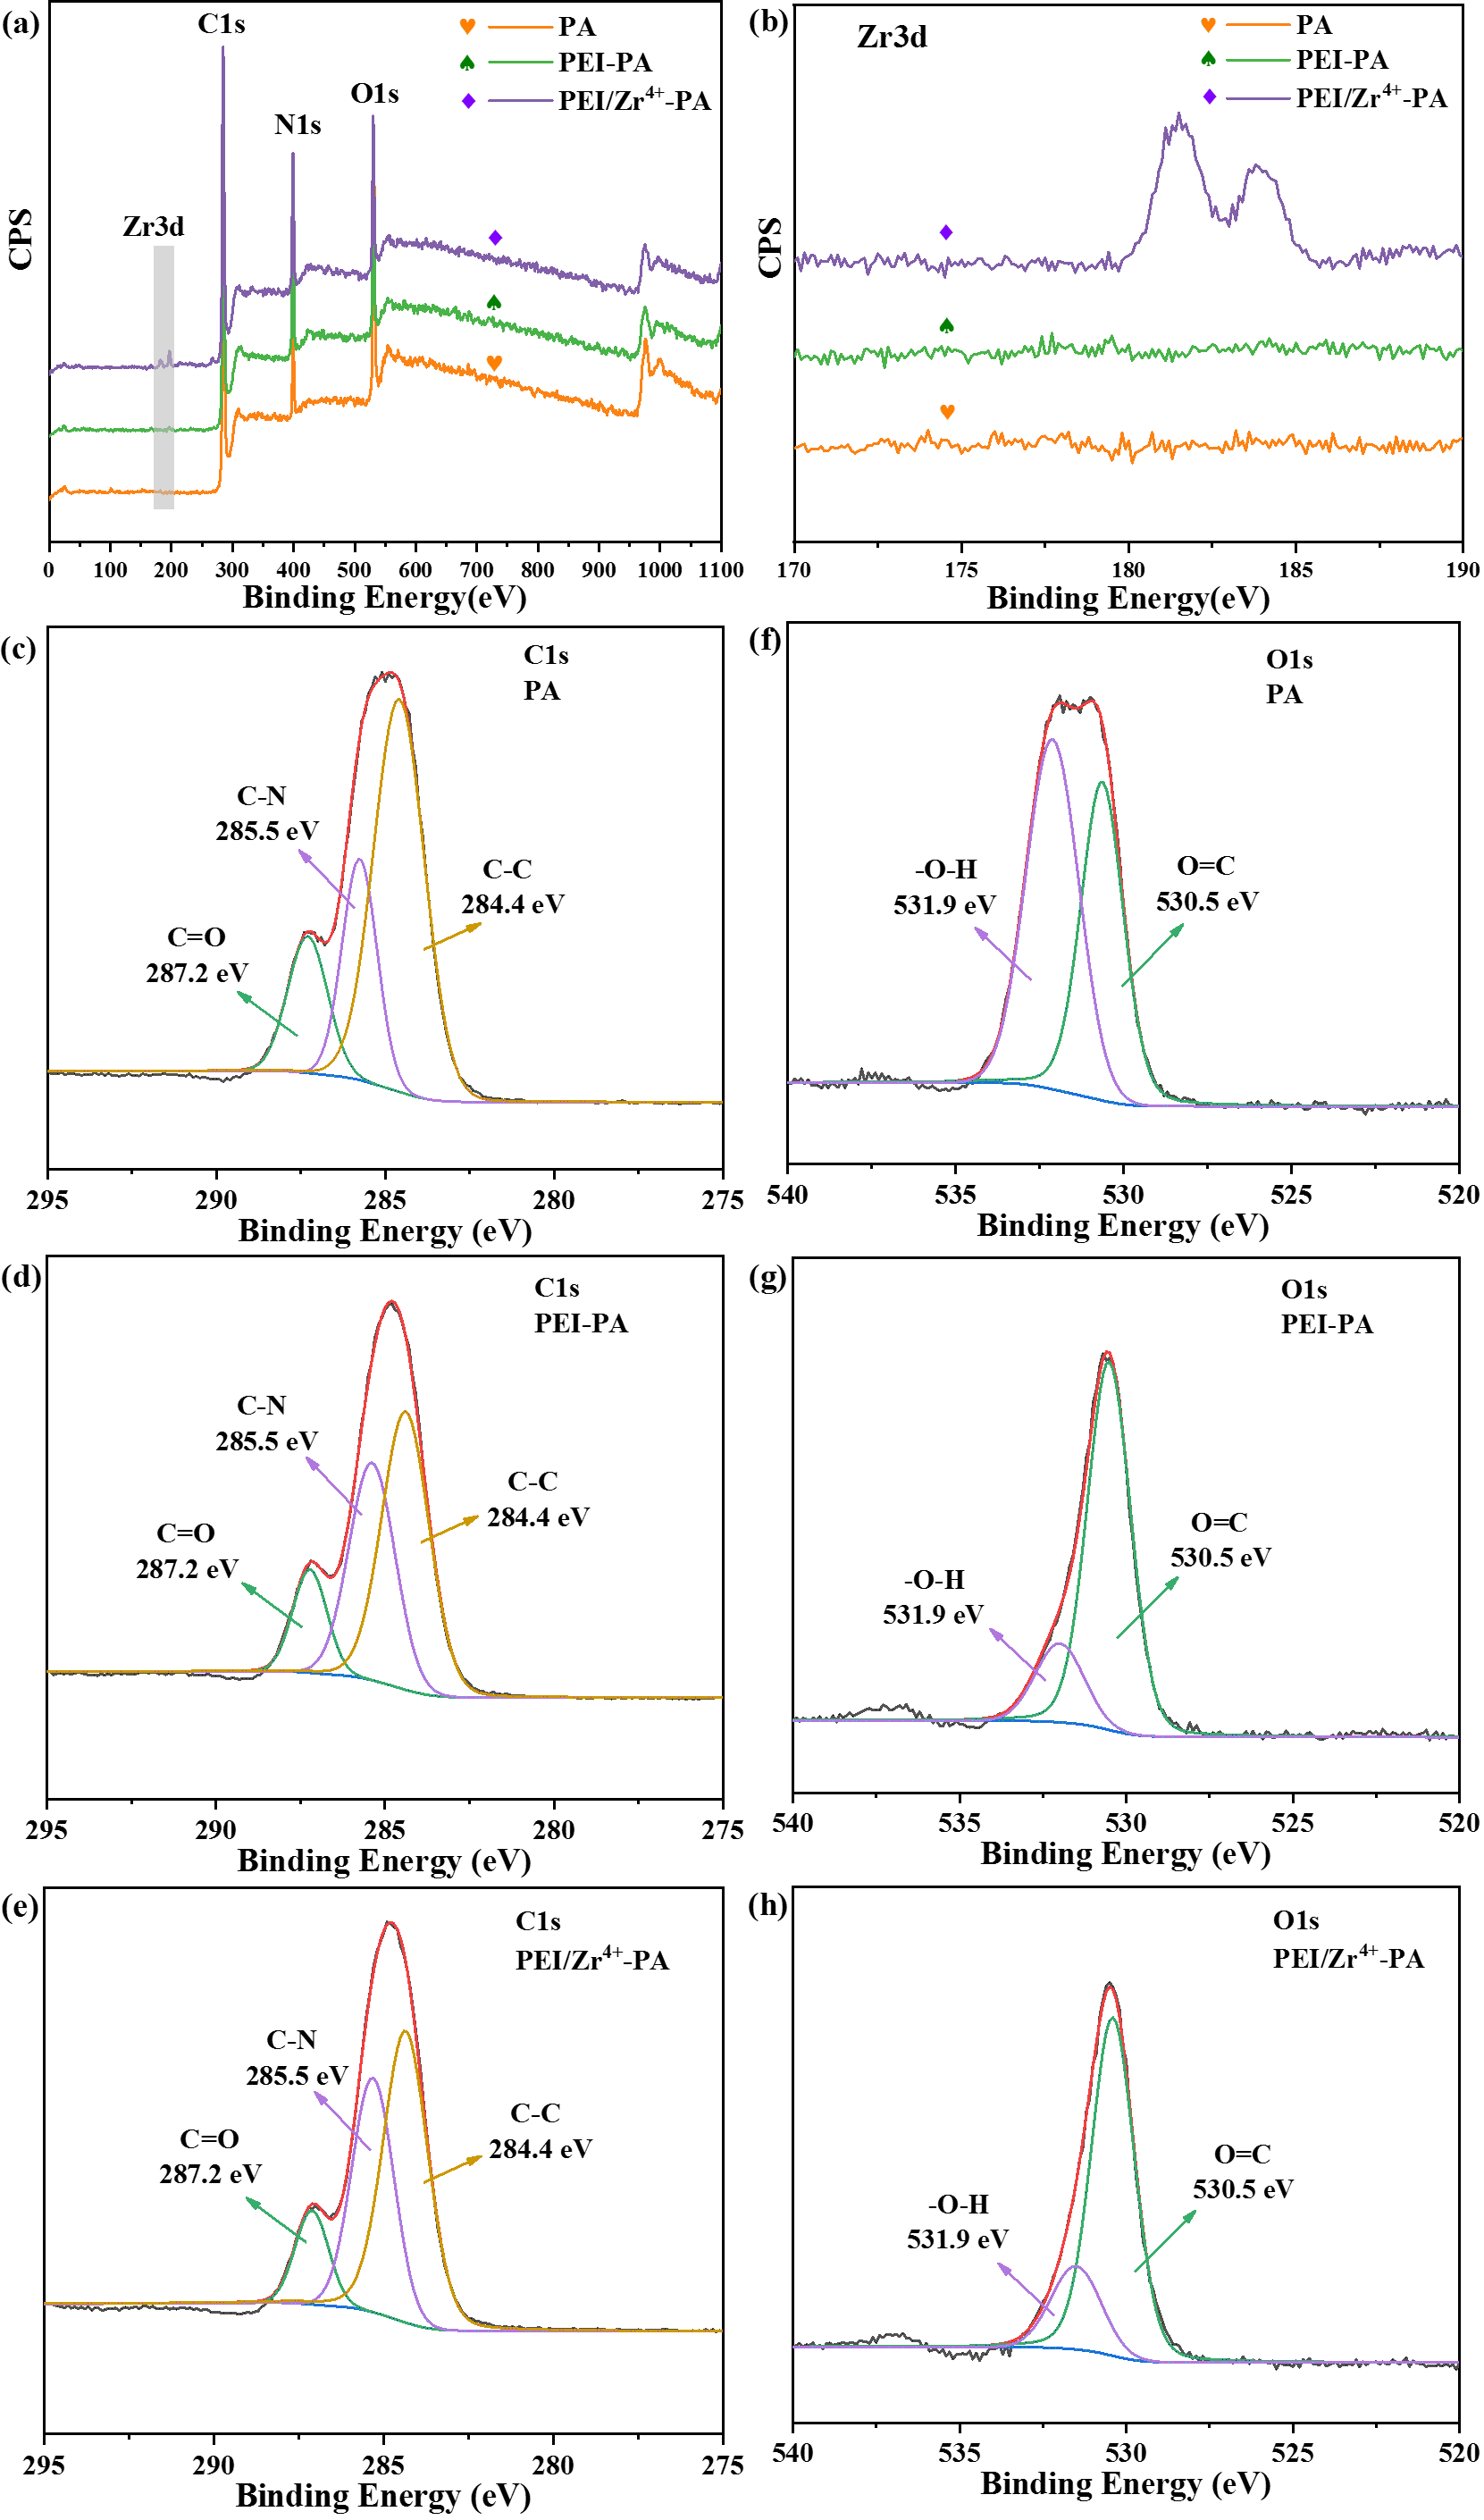 (a)
C1s
N1s
O1s
Zr3d
PA
PEI-PA
PEI/Zr⁴⁺-PA
CPS
0 100 200 300 400 500 600 700 800 900 1000 1100
Binding Energy(eV)
(b)
Zr3d
PA
PEI-PA
PEI/Zr⁴⁺-PA
CPS
170 175 180 185 190
Binding Energy(eV)
(c)
C1s
PA
C-N
285.5 eV
C-C
284.4 eV
C=O
287.2 eV
295 290 285 280 275
Binding Energy (eV)
(f)
O1s
PA
-O-H
531.9 eV
O=C
530.5 eV
540 535 530 525 520
Binding Energy (eV)
(d)
C1s
PEI-PA
C-N
285.5 eV
C-C
284.4 eV
C=O
287.2 eV
295 290 285 280 275
Binding Energy (eV)
(g)
O1s
PEI-PA
O=C
530.5 eV
-O-H
531.9 eV
540 535 530 525 520
Binding Energy (eV)
(e)
C1s
PEI/Zr⁴⁺-PA
C-N
285.5 eV
C-C
284.4 eV
C=O
287.2 eV
295 290 285 280 275
Binding Energy (eV)
(h)
O1s
PEI/Zr⁴⁺-PA
O=C
530.5 eV
-O-H
531.9 eV
540 535 530 525 520
Binding Energy (eV)